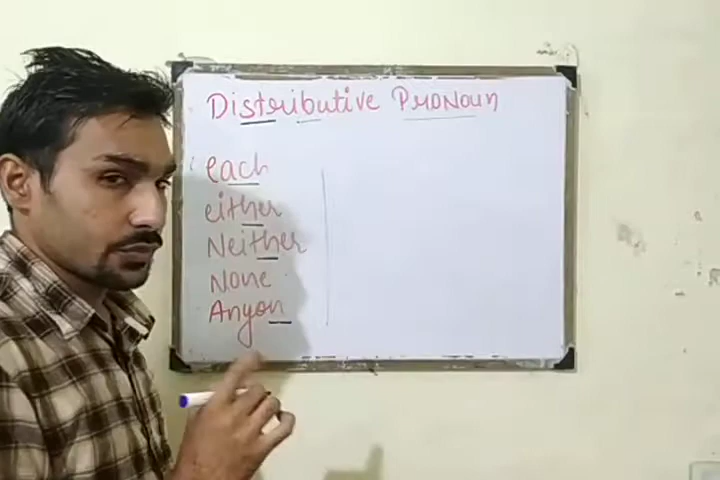 Distributive Pronoun
each
either
Neither
None
Anyon